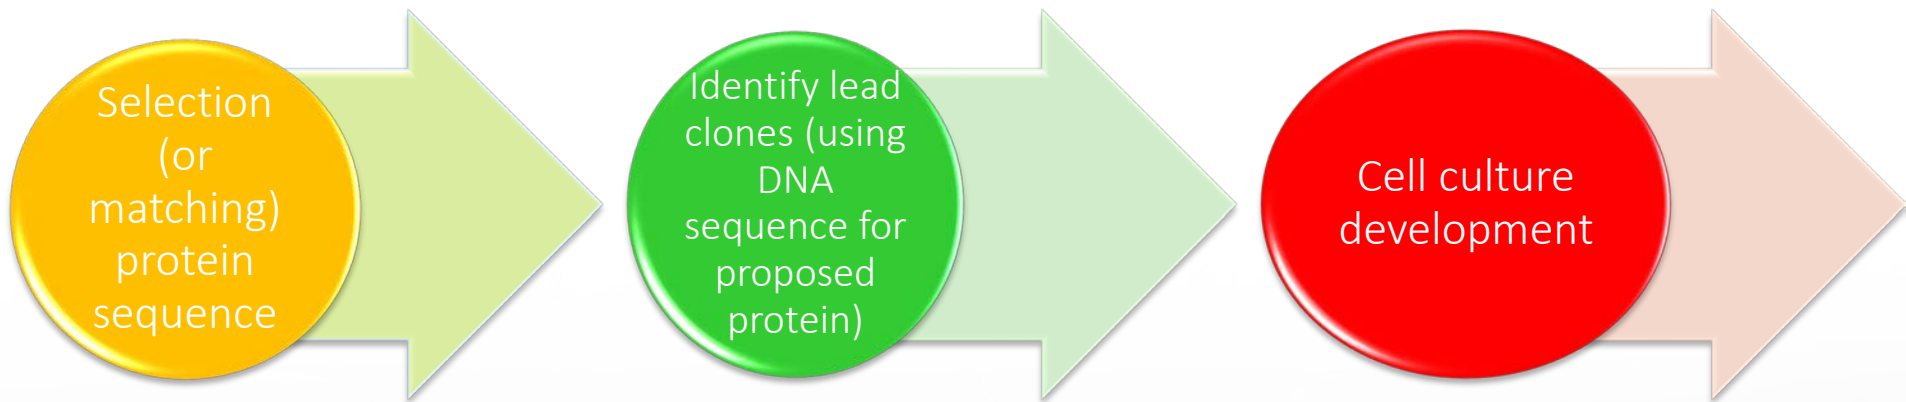 Selection
(or
matching)
protein
sequence
Identify lead
clones (using
DNA
sequence for
proposed
protein)
Cell culture
development